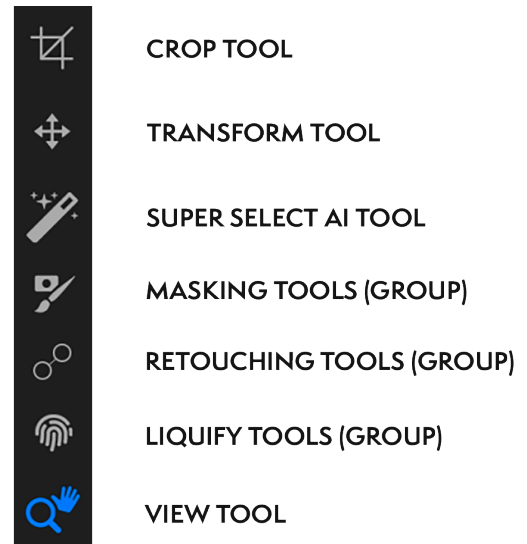 CROP TOOL
TRANSFORM TOOL
SUPER SELECT AI TOOL
MASKING TOOLS (GROUP)
RETOUCHING TOOLS (GROUP)
LIQUIFY TOOLS (GROUP)
VIEW TOOL